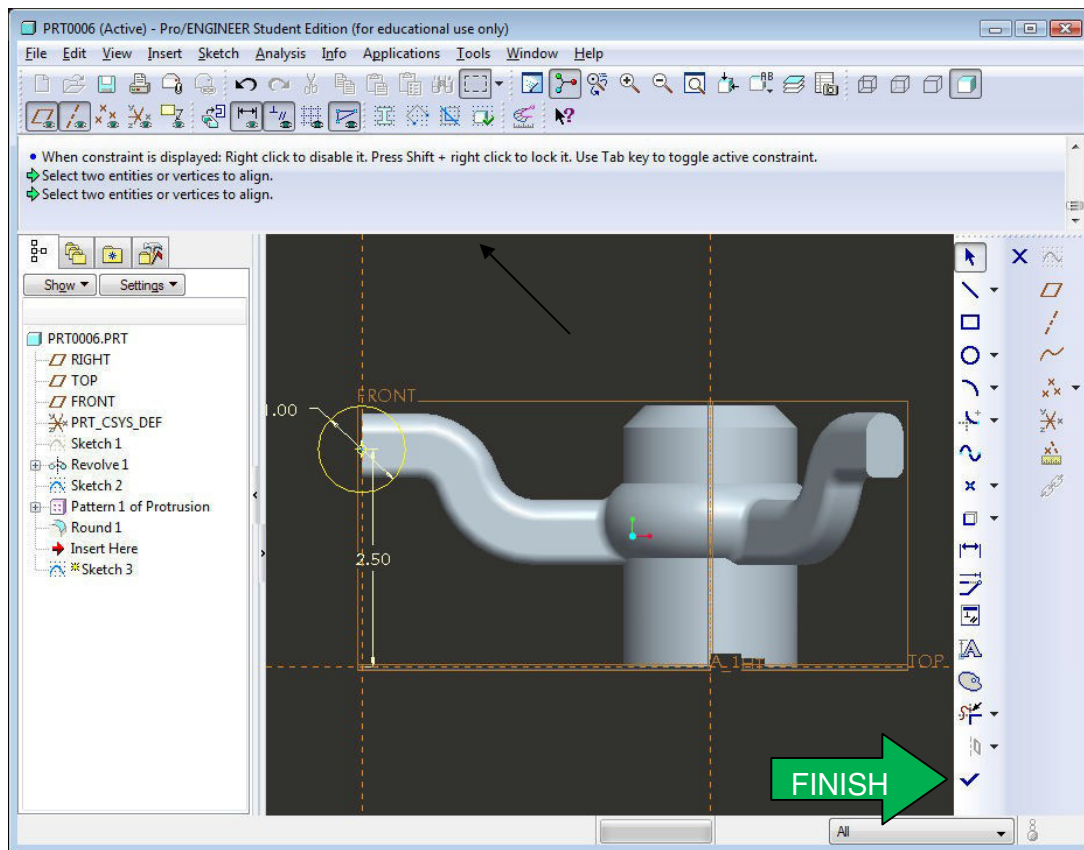 PRT0006 (Active) - Pro/ENGINEER Student Edition (for educational use only)
File Edit View Insert Sketch Analysis Info Applications Tools Window Help
• When constraint is displayed: Right click to disable it. Press Shift + right click to lock it. Use Tab key to toggle active constraint.
Select two entities or vertices to align.
Select two entities or vertices to align.
Show Settings
PRT0006.PRT
RIGHT
TOP
FRONT
PRT_CSYS_DEF
Sketch 1
Revolve 1
Sketch 2
Pattern 1 of Protrusion
Round 1
Insert Here
Sketch 3
FRONT
1.00
2.50
A_1
TOP
FINISH
All